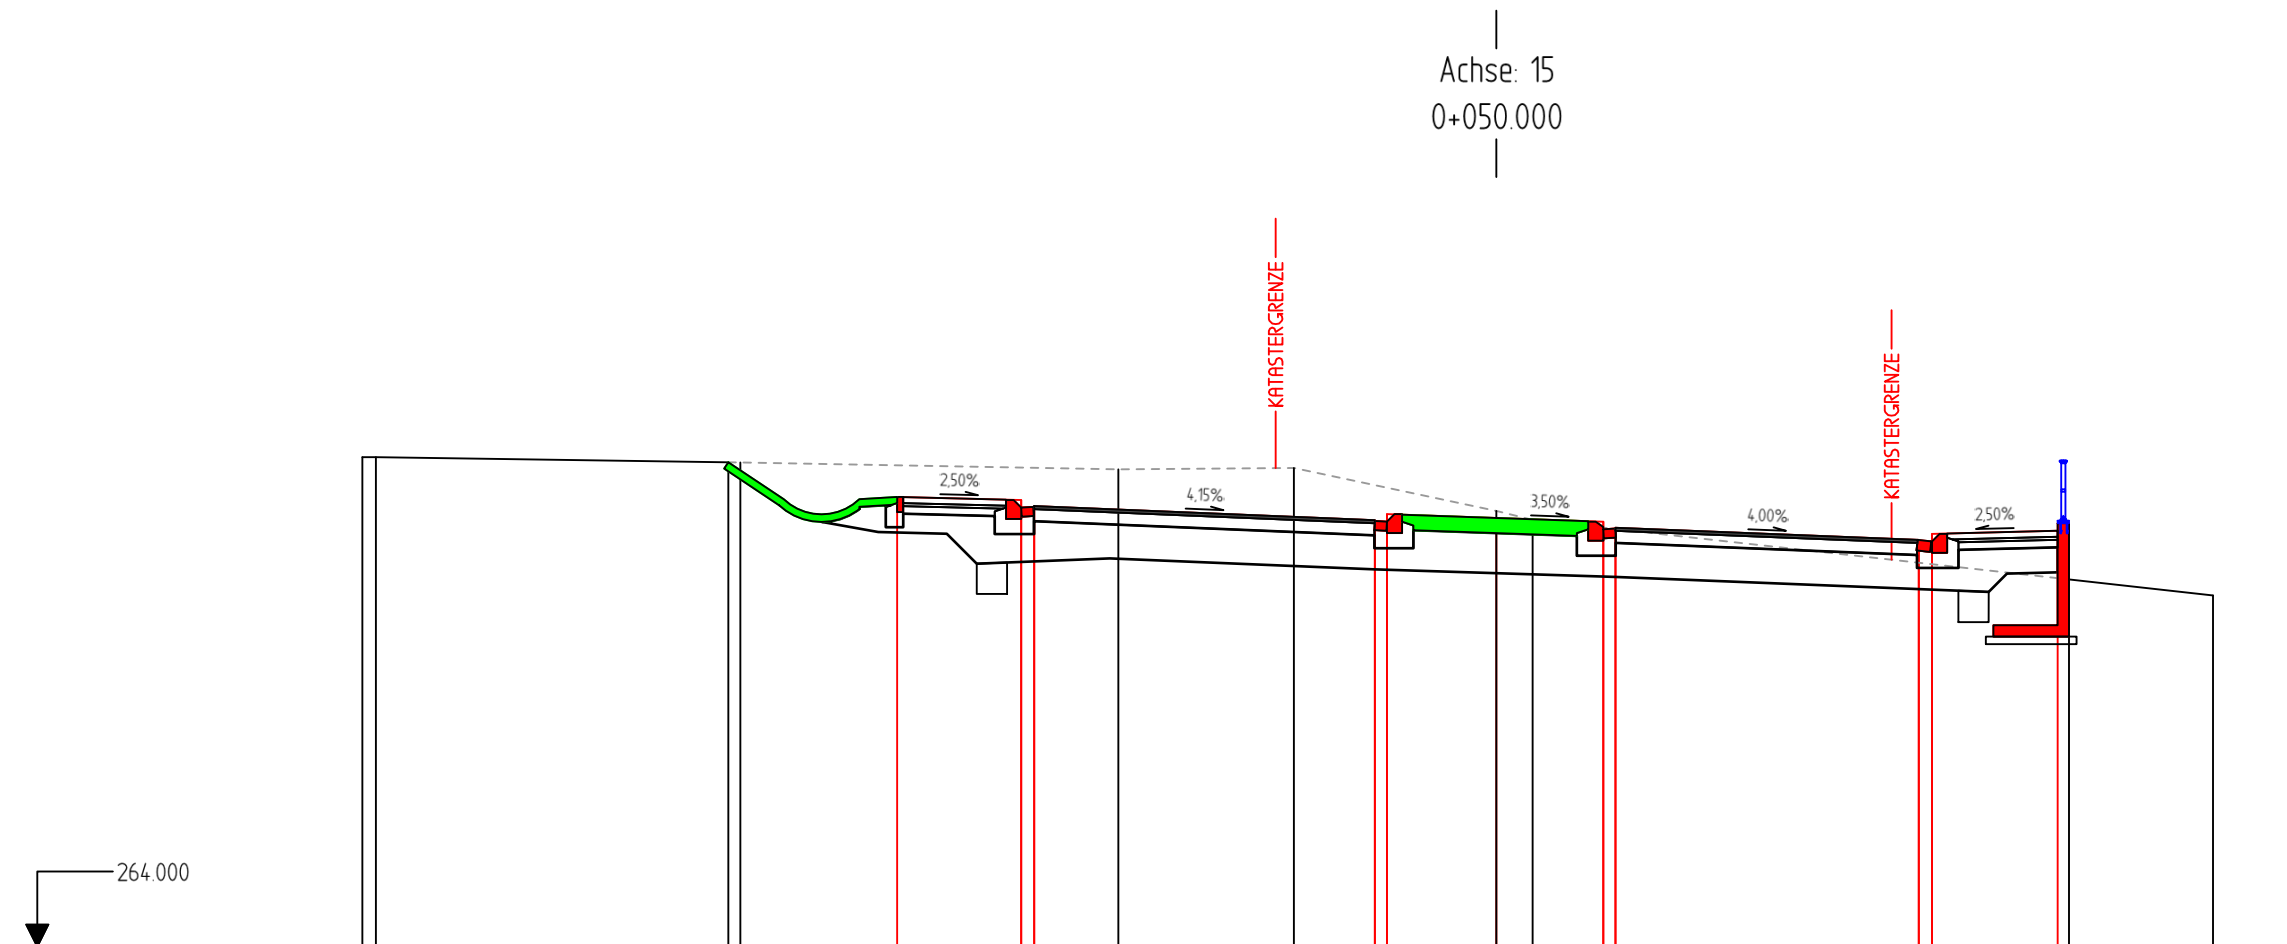 Achse: 15
0+050.000
KATASTERGRENZE
KATASTERGRENZE
2,50%
4,15%
3,50%
4,00%
2,50%
264.000